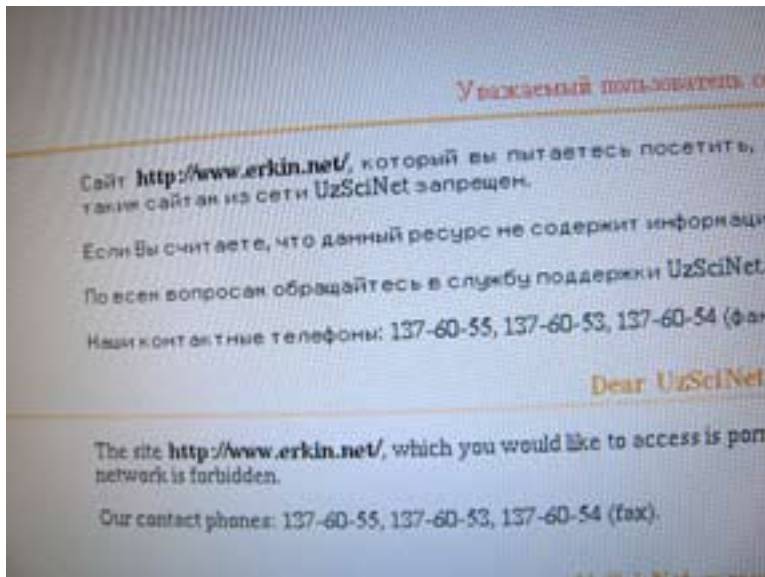 Уважаемый пользователь с
Сайт http://www.erkin.net/, который вы пытаетесь посетить,
таким сайтам из сети UzSciNet запрещен.
Если Вы считаете, что данный ресурс не содержит информаци
По всем вопросам обращайтесь в службу поддержки UzSciNet.
Наши контактные телефоны: 137-60-55, 137-60-53, 137-60-54 (фак
Dear UzSciNet
The site http://www.erkin.net/, which you would like to access is porn
network is forbidden.
Our contact phones: 137-60-55, 137-60-53, 137-60-54 (fax).